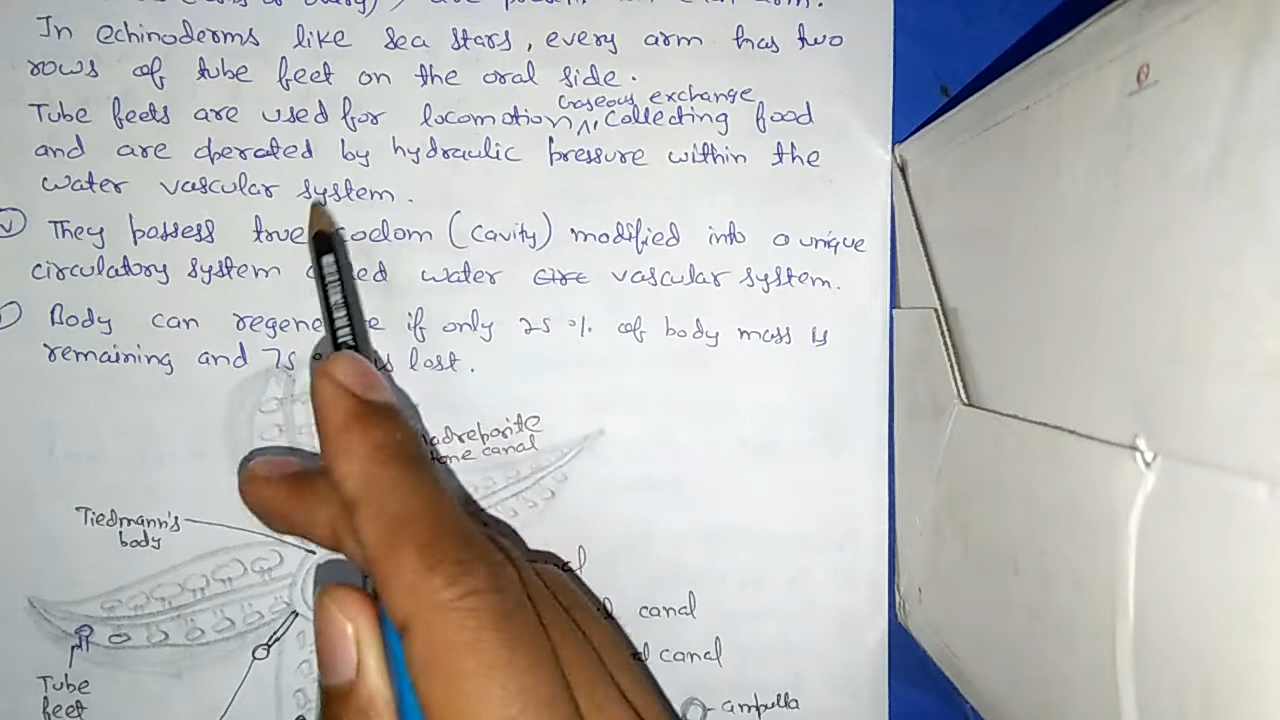 are present
In echinoderms like Sea stars, every arm has two
rows of tube feet on the oral side.
Gaseous exchange
Tube feets are used for locomotion, collecting food
and are operated by hydraulic pressure within the
water vascular system.
They possess true coelom (cavity) modified into a unique
circulatory system water vascular system.
Body can if only 25 % of body mass is
remaining and 75 is lost.
Tiedmann's
body
canal
canal
canal
Tube
feet
ampulla